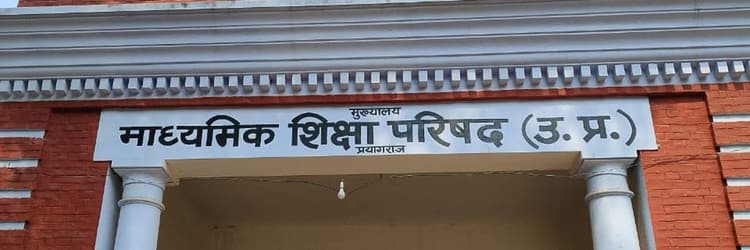 मुख्यालय
माध्यमिक शिक्षा परिषद (उ. प्र.)
प्रयागराज